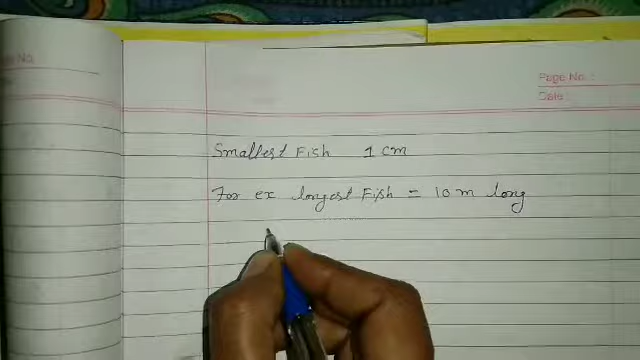 Page No. :
Date :
Smallest Fish 1 cm
For ex longest Fish = 10 m long